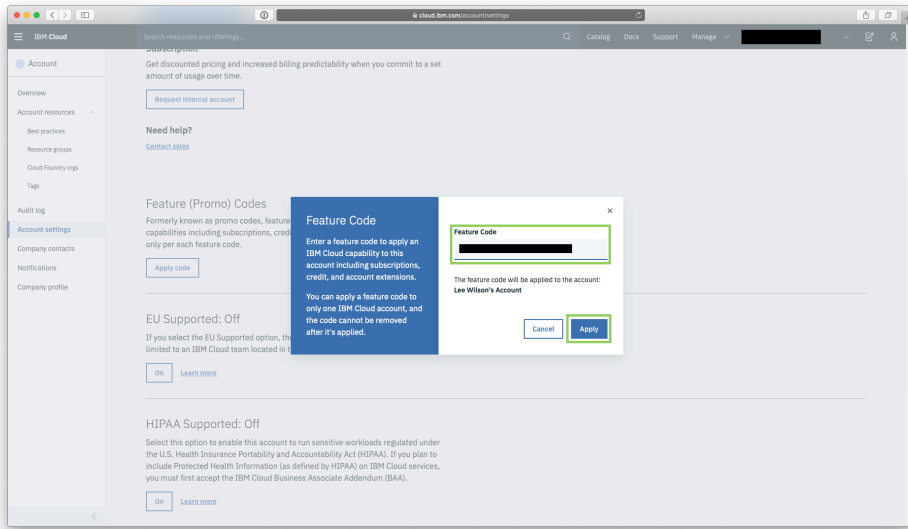 cloud.ibm.com/account/settings
IBM Cloud
Search resources and offerings...
Catalog
Docs
Support
Manage
Account
Overview
Account resources
Best practices
Resource groups
Cloud Foundry orgs
Tags
Audit log
Account settings
Company contacts
Notifications
Company profile
Subscription
Get discounted pricing and increased billing predictability when you commit to a set
amount of usage over time.
Request internal account
Need help?
Contact sales
Feature (Promo) Codes
Formerly known as promo codes, feature
capabilities including subscriptions, credi
only per each feature code.
Apply code
EU Supported: Off
If you select the EU Supported option, the
limited to an IBM Cloud team located in t
On
Learn more
HIPAA Supported: Off
Select this option to enable this account to run sensitive workloads regulated under
the U.S. Health Insurance Portability and Accountability Act (HIPAA). If you plan to
include Protected Health Information (as defined by HIPAA) on IBM Cloud services,
you must first accept the IBM Cloud Business Associate Addendum (BAA).
On
Learn more
Feature Code
Enter a feature code to apply an
IBM Cloud capability to this
account including subscriptions,
credit, and account extensions.
You can apply a feature code to
only one IBM Cloud account, and
the code cannot be removed
after it's applied.
Feature Code
The feature code will be applied to the account:
Lee Wilson's Account
Cancel
Apply